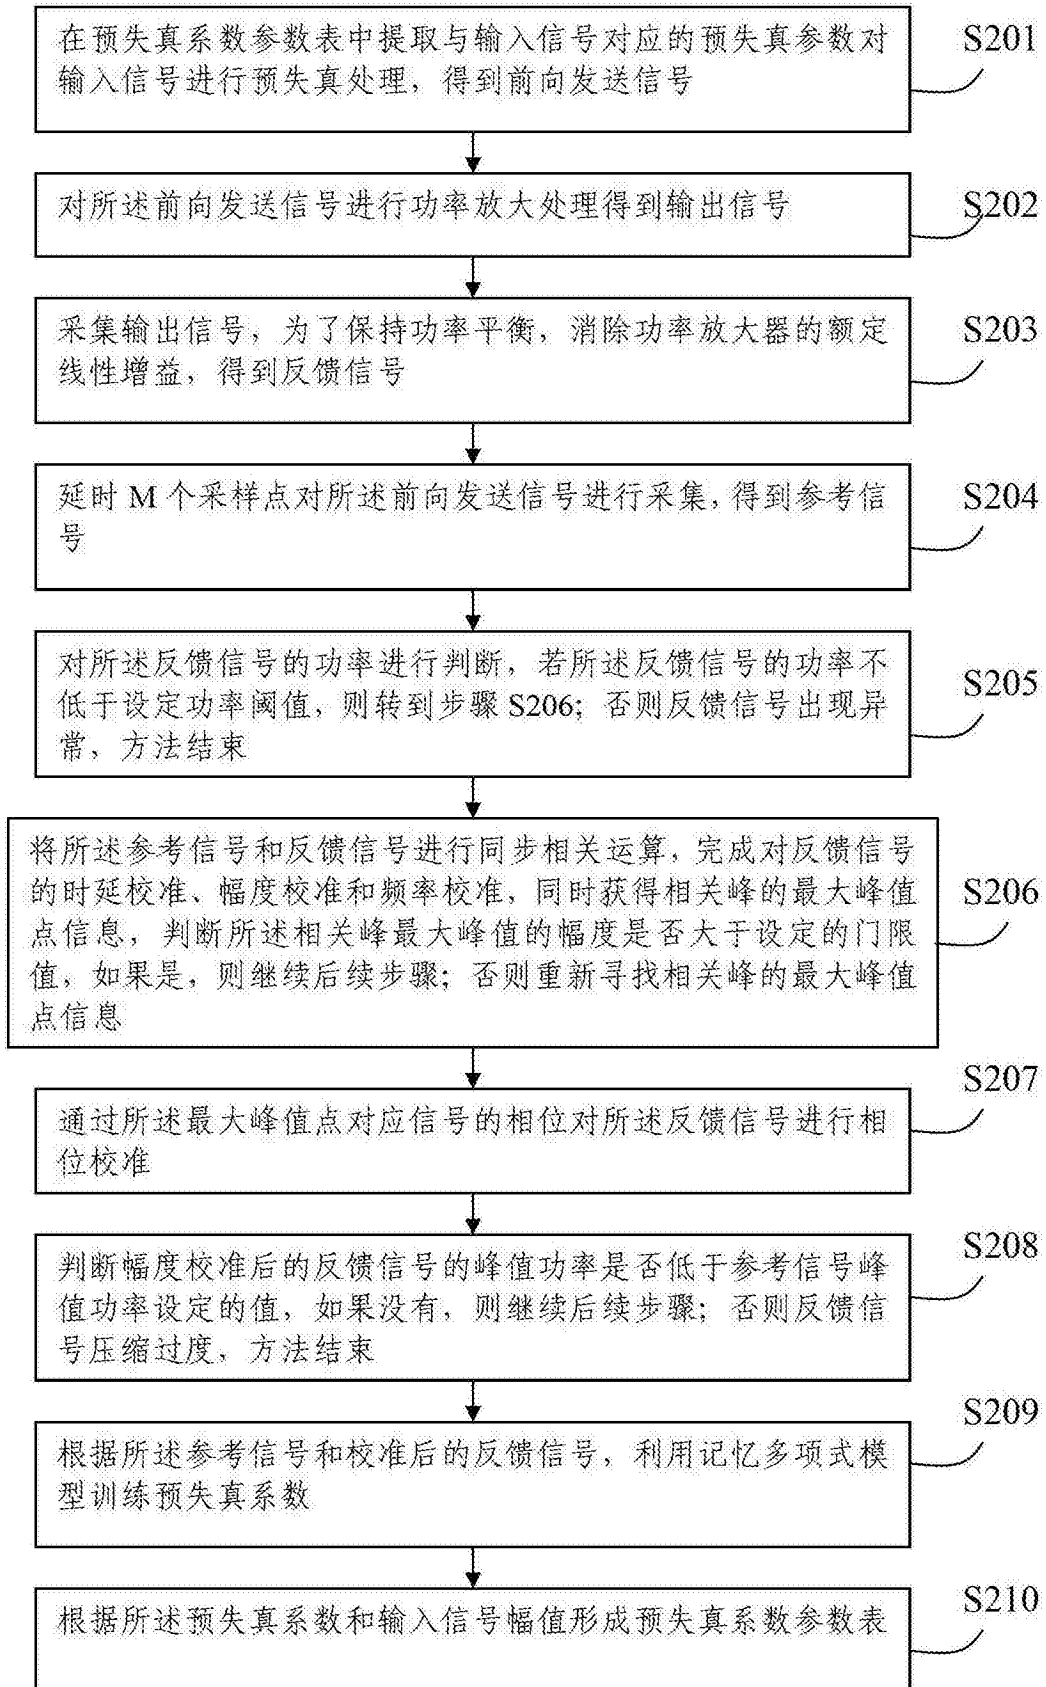 在预失真系数参数表中提取与输入信号对应的预失真参数对
输入信号进行预失真处理，得到前向发送信号
S201
对所述前向发送信号进行功率放大处理得到输出信号
S202
采集输出信号，为了保持功率平衡，消除功率放大器的额定
线性增益，得到反馈信号
S203
延时 M 个采样点对所述前向发送信号进行采集，得到参考信
号
S204
对所述反馈信号的功率进行判断，若所述反馈信号的功率不
低于设定功率阈值，则转到步骤 S206；否则反馈信号出现异
常，方法结束
S205
将所述参考信号和反馈信号进行同步相关运算，完成对反馈信号
的时延校准、幅度校准和频率校准，同时获得相关峰的最大峰值
点信息，判断所述相关峰最大峰值的幅度是否大于设定的门限
值，如果是，则继续后续步骤；否则重新寻找相关峰的最大峰值
点信息
S206
通过所述最大峰值点对应信号的相位对所述反馈信号进行相
位校准
S207
判断幅度校准后的反馈信号的峰值功率是否低于参考信号峰
值功率设定的值，如果没有，则继续后续步骤；否则反馈信
号压缩过度，方法结束
S208
根据所述参考信号和校准后的反馈信号，利用记忆多项式模
型训练预失真系数
S209
根据所述预失真系数和输入信号幅值形成预失真系数参数表
S210